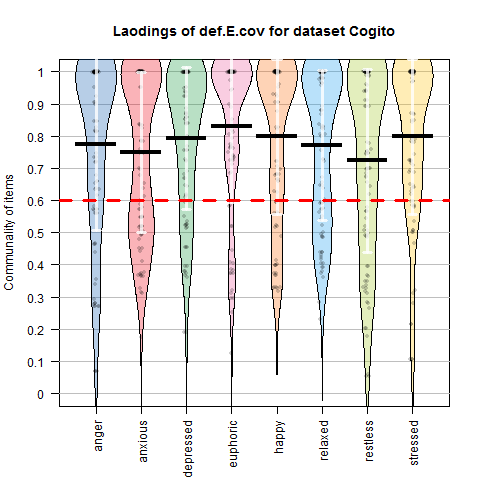 Laodings of def.E.cov for dataset Cogito
Communality of items
1
0.9
0.8
0.7
0.6
0.5
0.4
0.3
0.2
0.1
0
anger
anxious
depressed
euphoric
happy
relaxed
restless
stressed